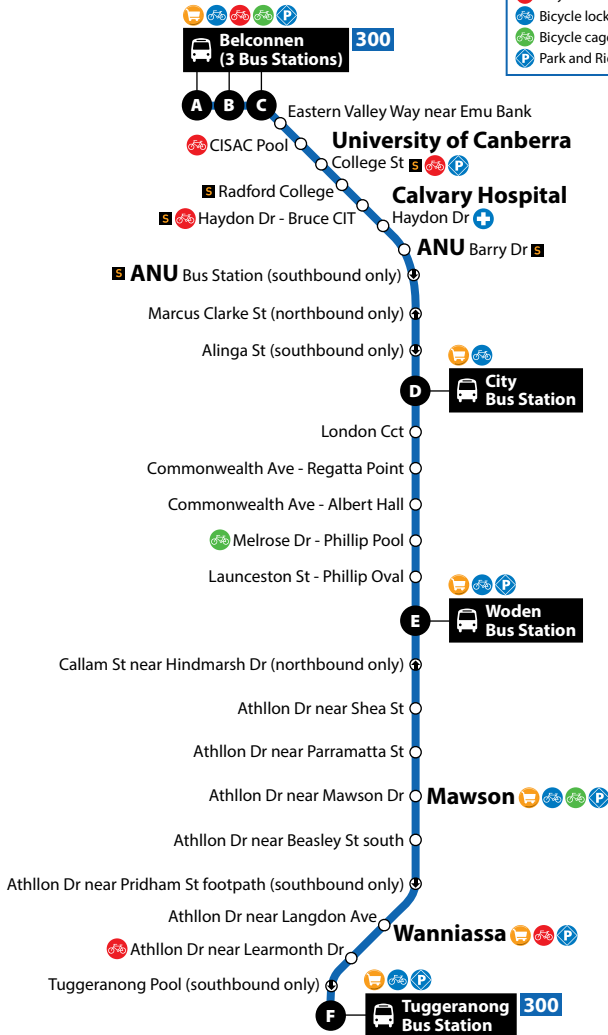 Bicycle lock
Bicycle cage
Park and Ri
Belconnen 300
(3 Bus Stations)
A B C
Eastern Valley Way near Emu Bank
CISAC Pool
University of Canberra
College St S P
S Radford College
Calvary Hospital
S Haydon Dr - Bruce CIT
Haydon Dr
ANU Barry Dr S
S ANU Bus Station (southbound only)
Marcus Clarke St (northbound only)
Alinga St (southbound only)
D
City
Bus Station
London Cct
Commonwealth Ave - Regatta Point
Commonwealth Ave - Albert Hall
Melrose Dr - Phillip Pool
Launceston St - Phillip Oval
P
E
Woden
Bus Station
Callam St near Hindmarsh Dr (northbound only)
Athllon Dr near Shea St
Athllon Dr near Parramatta St
Athllon Dr near Mawson Dr
Mawson P
Athllon Dr near Beasley St south
Athllon Dr near Pridham St footpath (southbound only)
Athllon Dr near Langdon Ave
Wanniassa P
Athllon Dr near Learmonth Dr
Tuggeranong Pool (southbound only)
P
F
Tuggeranong 300
Bus Station